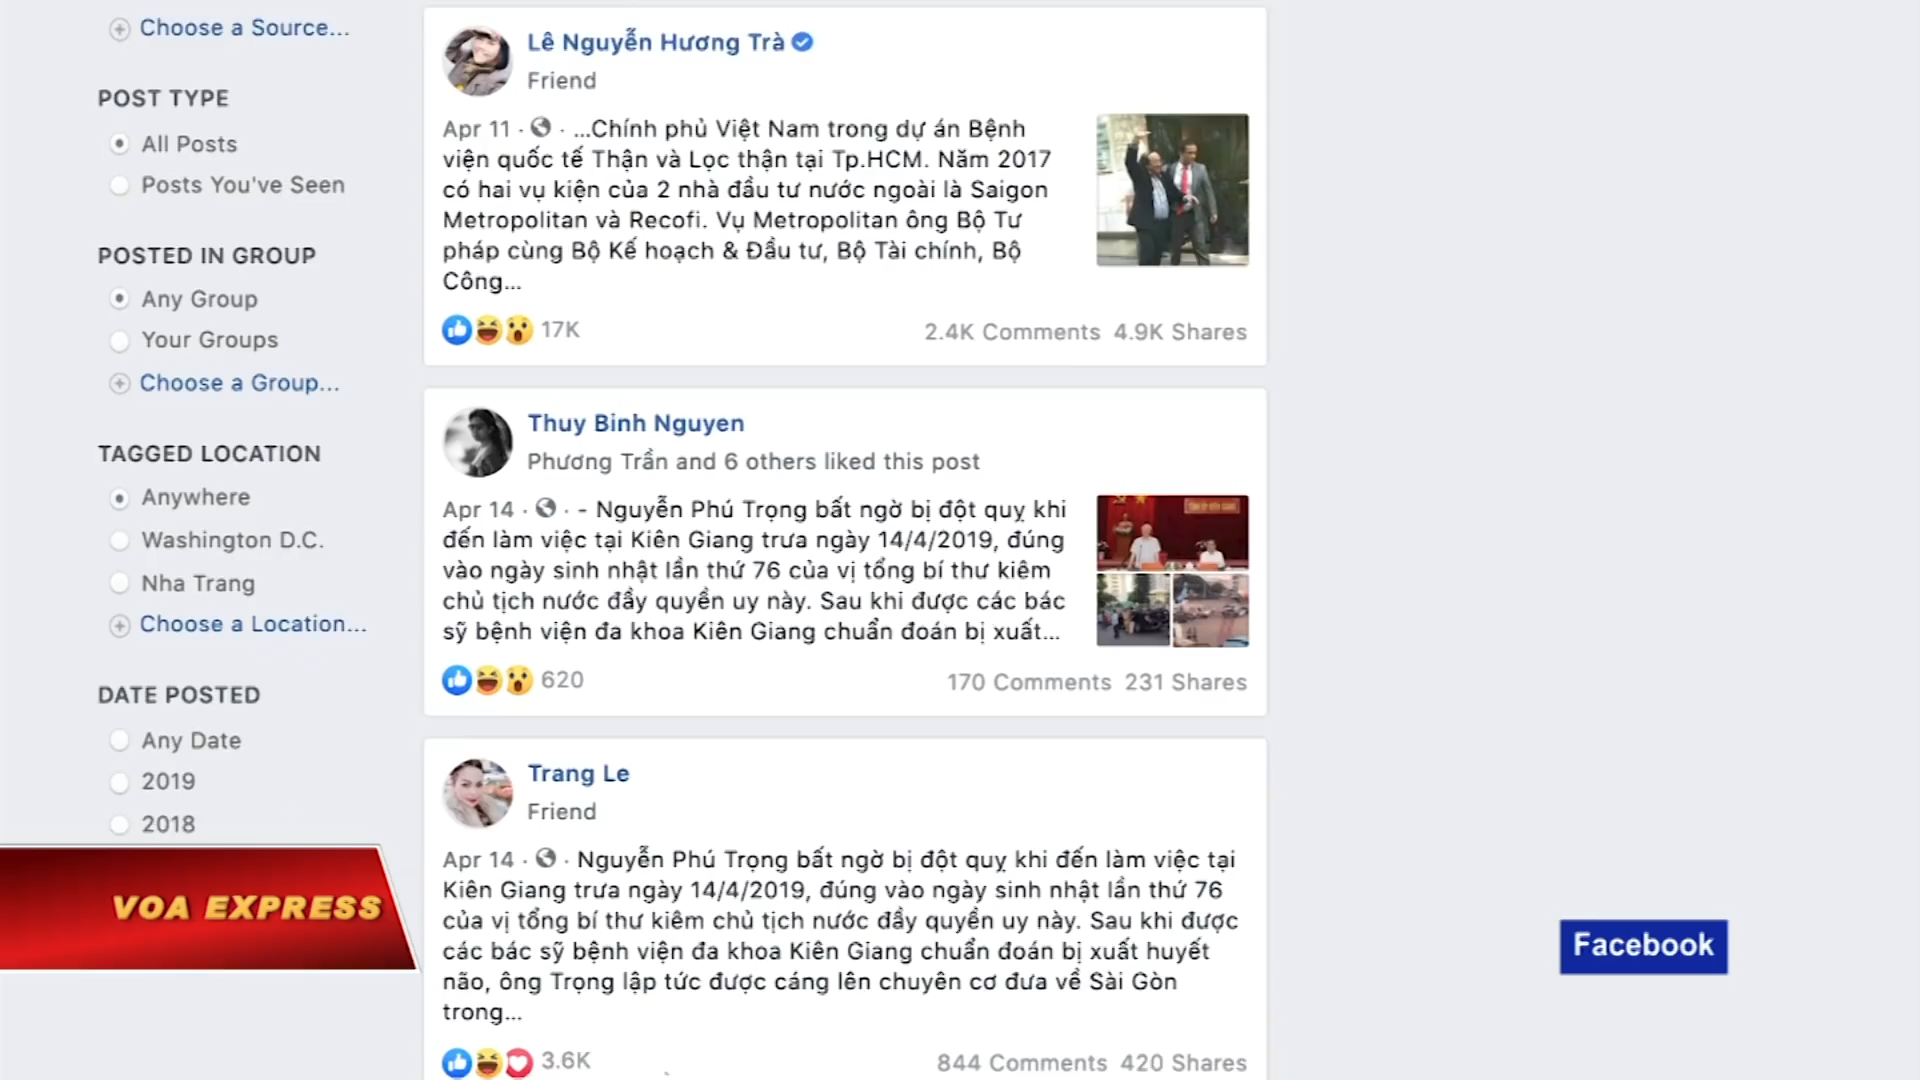 Choose a Source...
POST TYPE
All Posts
Posts You've Seen
POSTED IN GROUP
Any Group
Your Groups
Choose a Group...
TAGGED LOCATION
Anywhere
Washington D.C.
Nha Trang
Choose a Location...
DATE POSTED
Any Date
2019
2018
Lê Nguyễn Hương Trà
Friend
Apr 11 · · ...Chính phủ Việt Nam trong dự án Bệnh
viện quốc tế Thận và Lọc thận tại Tp.HCM. Năm 2017
có hai vụ kiện của 2 nhà đầu tư nước ngoài là Saigon
Metropolitan và Recofi. Vụ Metropolitan ông Bộ Tư
pháp cùng Bộ Kế hoạch & Đầu tư, Bộ Tài chính, Bộ
Công...
17K
2.4K Comments 4.9K Shares
Thuy Binh Nguyen
Phương Trần and 6 others liked this post
Apr 14 · · - Nguyễn Phú Trọng bất ngờ bị đột quỵ khi
đến làm việc tại Kiên Giang trưa ngày 14/4/2019, đúng
vào ngày sinh nhật lần thứ 76 của vị tổng bí thư kiêm
chủ tịch nước đầy quyền uy này. Sau khi được các bác
sỹ bệnh viện đa khoa Kiên Giang chuẩn đoán bị xuất...
620
170 Comments 231 Shares
Trang Le
Friend
Apr 14 · · Nguyễn Phú Trọng bất ngờ bị đột quỵ khi đến làm việc tại
Kiên Giang trưa ngày 14/4/2019, đúng vào ngày sinh nhật lần thứ 76
của vị tổng bí thư kiêm chủ tịch nước đầy quyền uy này. Sau khi được
các bác sỹ bệnh viện đa khoa Kiên Giang chuẩn đoán bị xuất huyết
não, ông Trọng lập tức được cáng lên chuyên cơ đưa về Sài Gòn
trong...
3.6K
844 Comments 420 Shares
VOA EXPRESS
Facebook